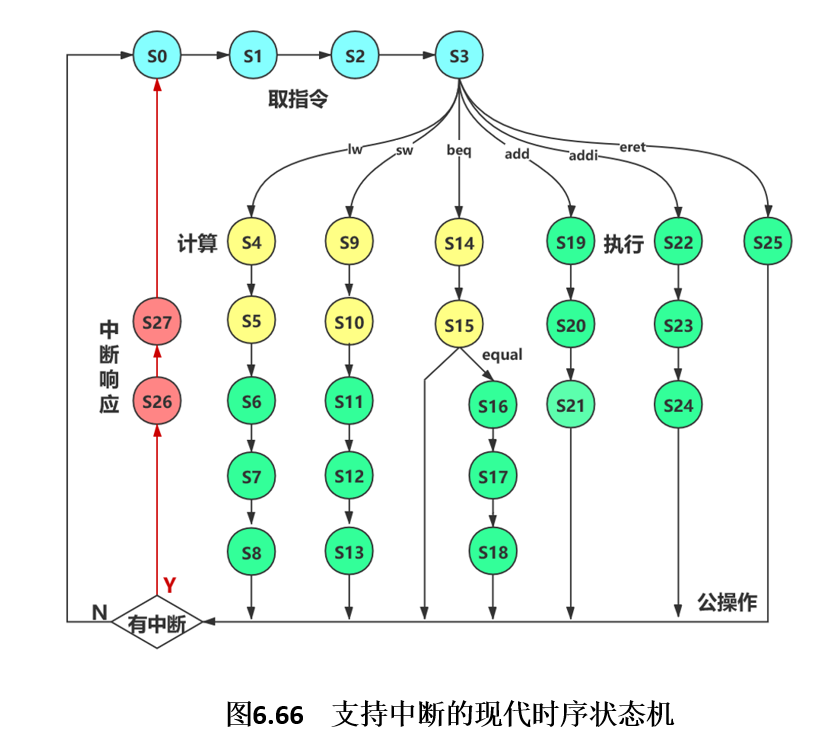 S0 S1 S2 S3
取指令
lw sw beq add addi eret
计算 S4 S9 S14 S19 执行 S22 S25
S27 S5 S10 S15 S20 S23
中断响应
equal
S26 S6 S11 S16 S21 S24
S7 S12 S17
S8 S13 S18
Y
N 有中断 公操作
图6.66 支持中断的现代时序状态机